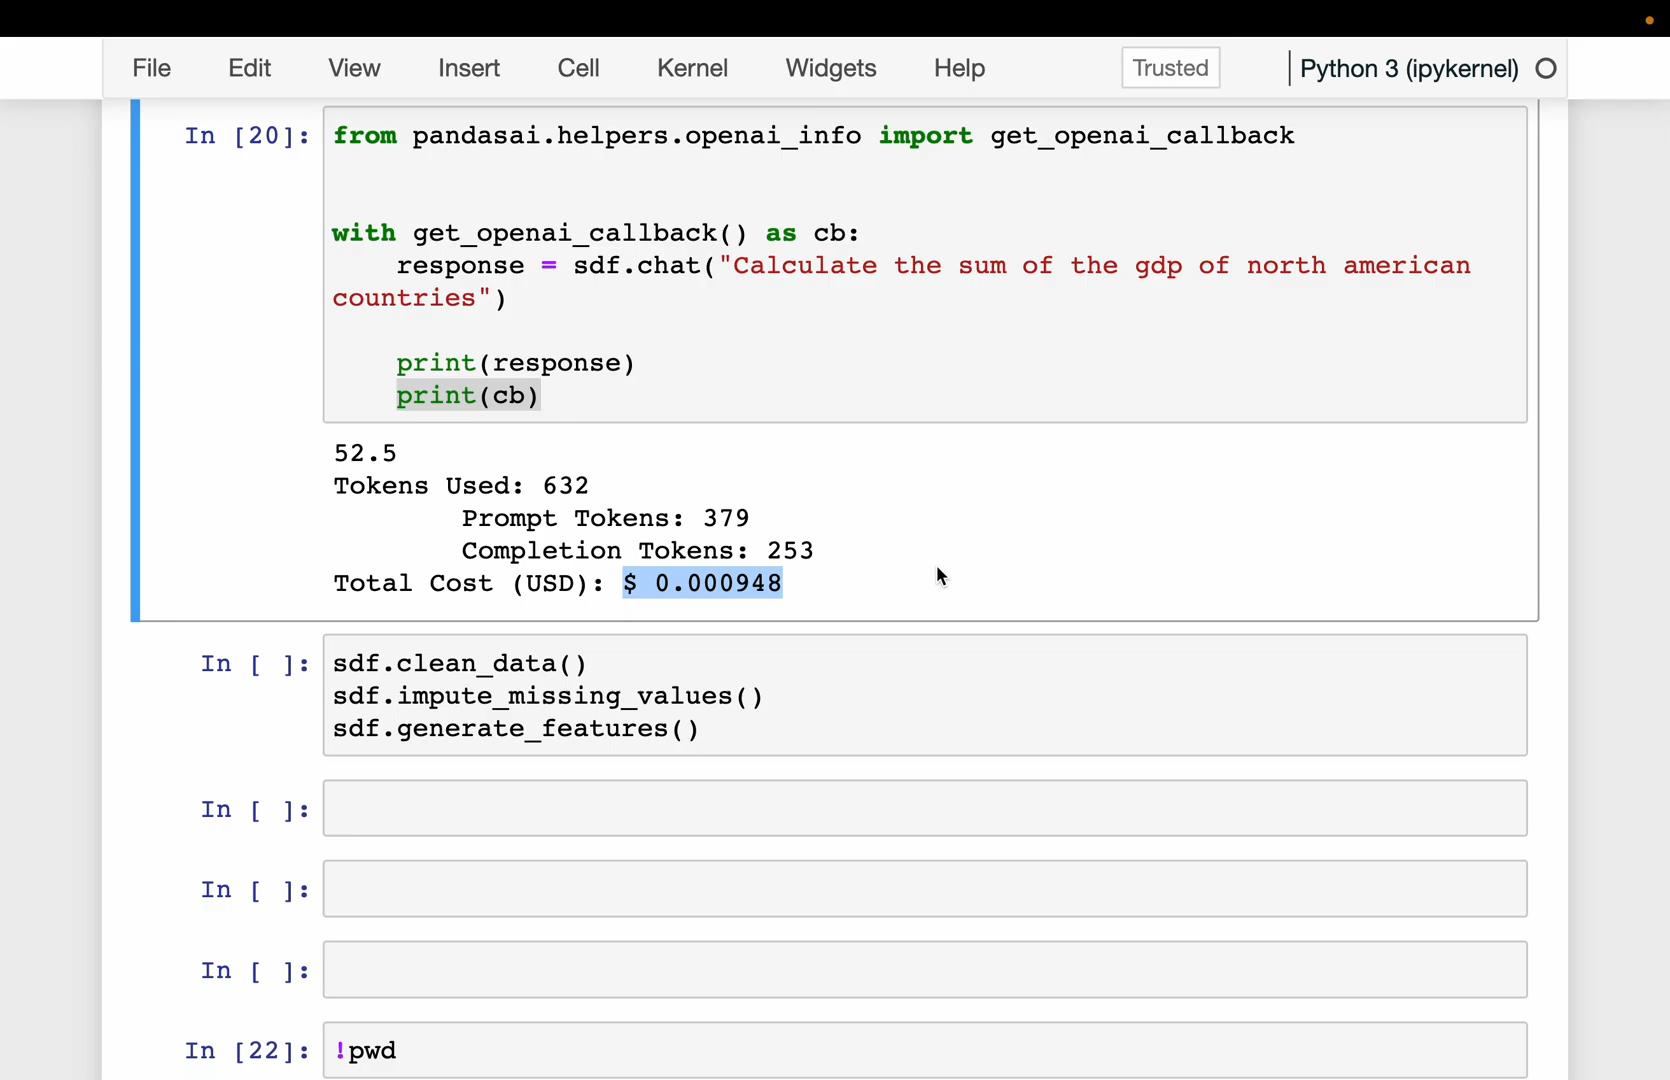 File Edit View Insert Cell Kernel Widgets Help Trusted Python 3 (ipykernel)
In [20]: from pandasai.helpers.openai_info import get_openai_callback
with get_openai_callback() as cb:
    response = sdf.chat("Calculate the sum of the gdp of north american
countries")
    print(response)
    print(cb)
52.5
Tokens Used: 632
        Prompt Tokens: 379
        Completion Tokens: 253
Total Cost (USD): $ 0.000948
In [ ]: sdf.clean_data()
sdf.impute_missing_values()
sdf.generate_features()
In [ ]:
In [ ]:
In [ ]:
In [22]: !pwd